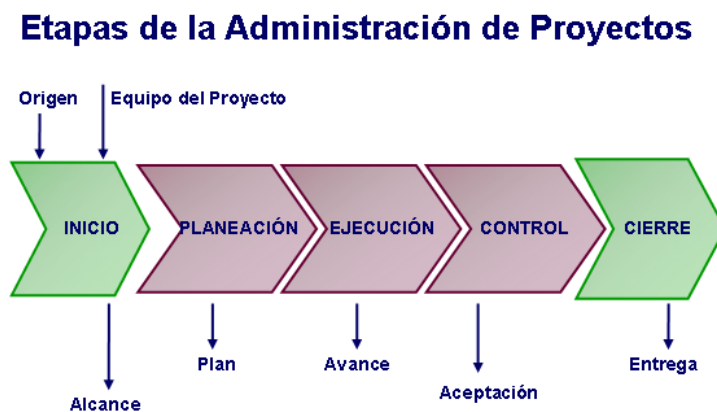 Etapas de la Administración de Proyectos
Origen
Equipo del Proyecto
INICIO
PLANEACIÓN
EJECUCIÓN
CONTROL
CIERRE
Plan
Avance
Entrega
Aceptación
Alcance